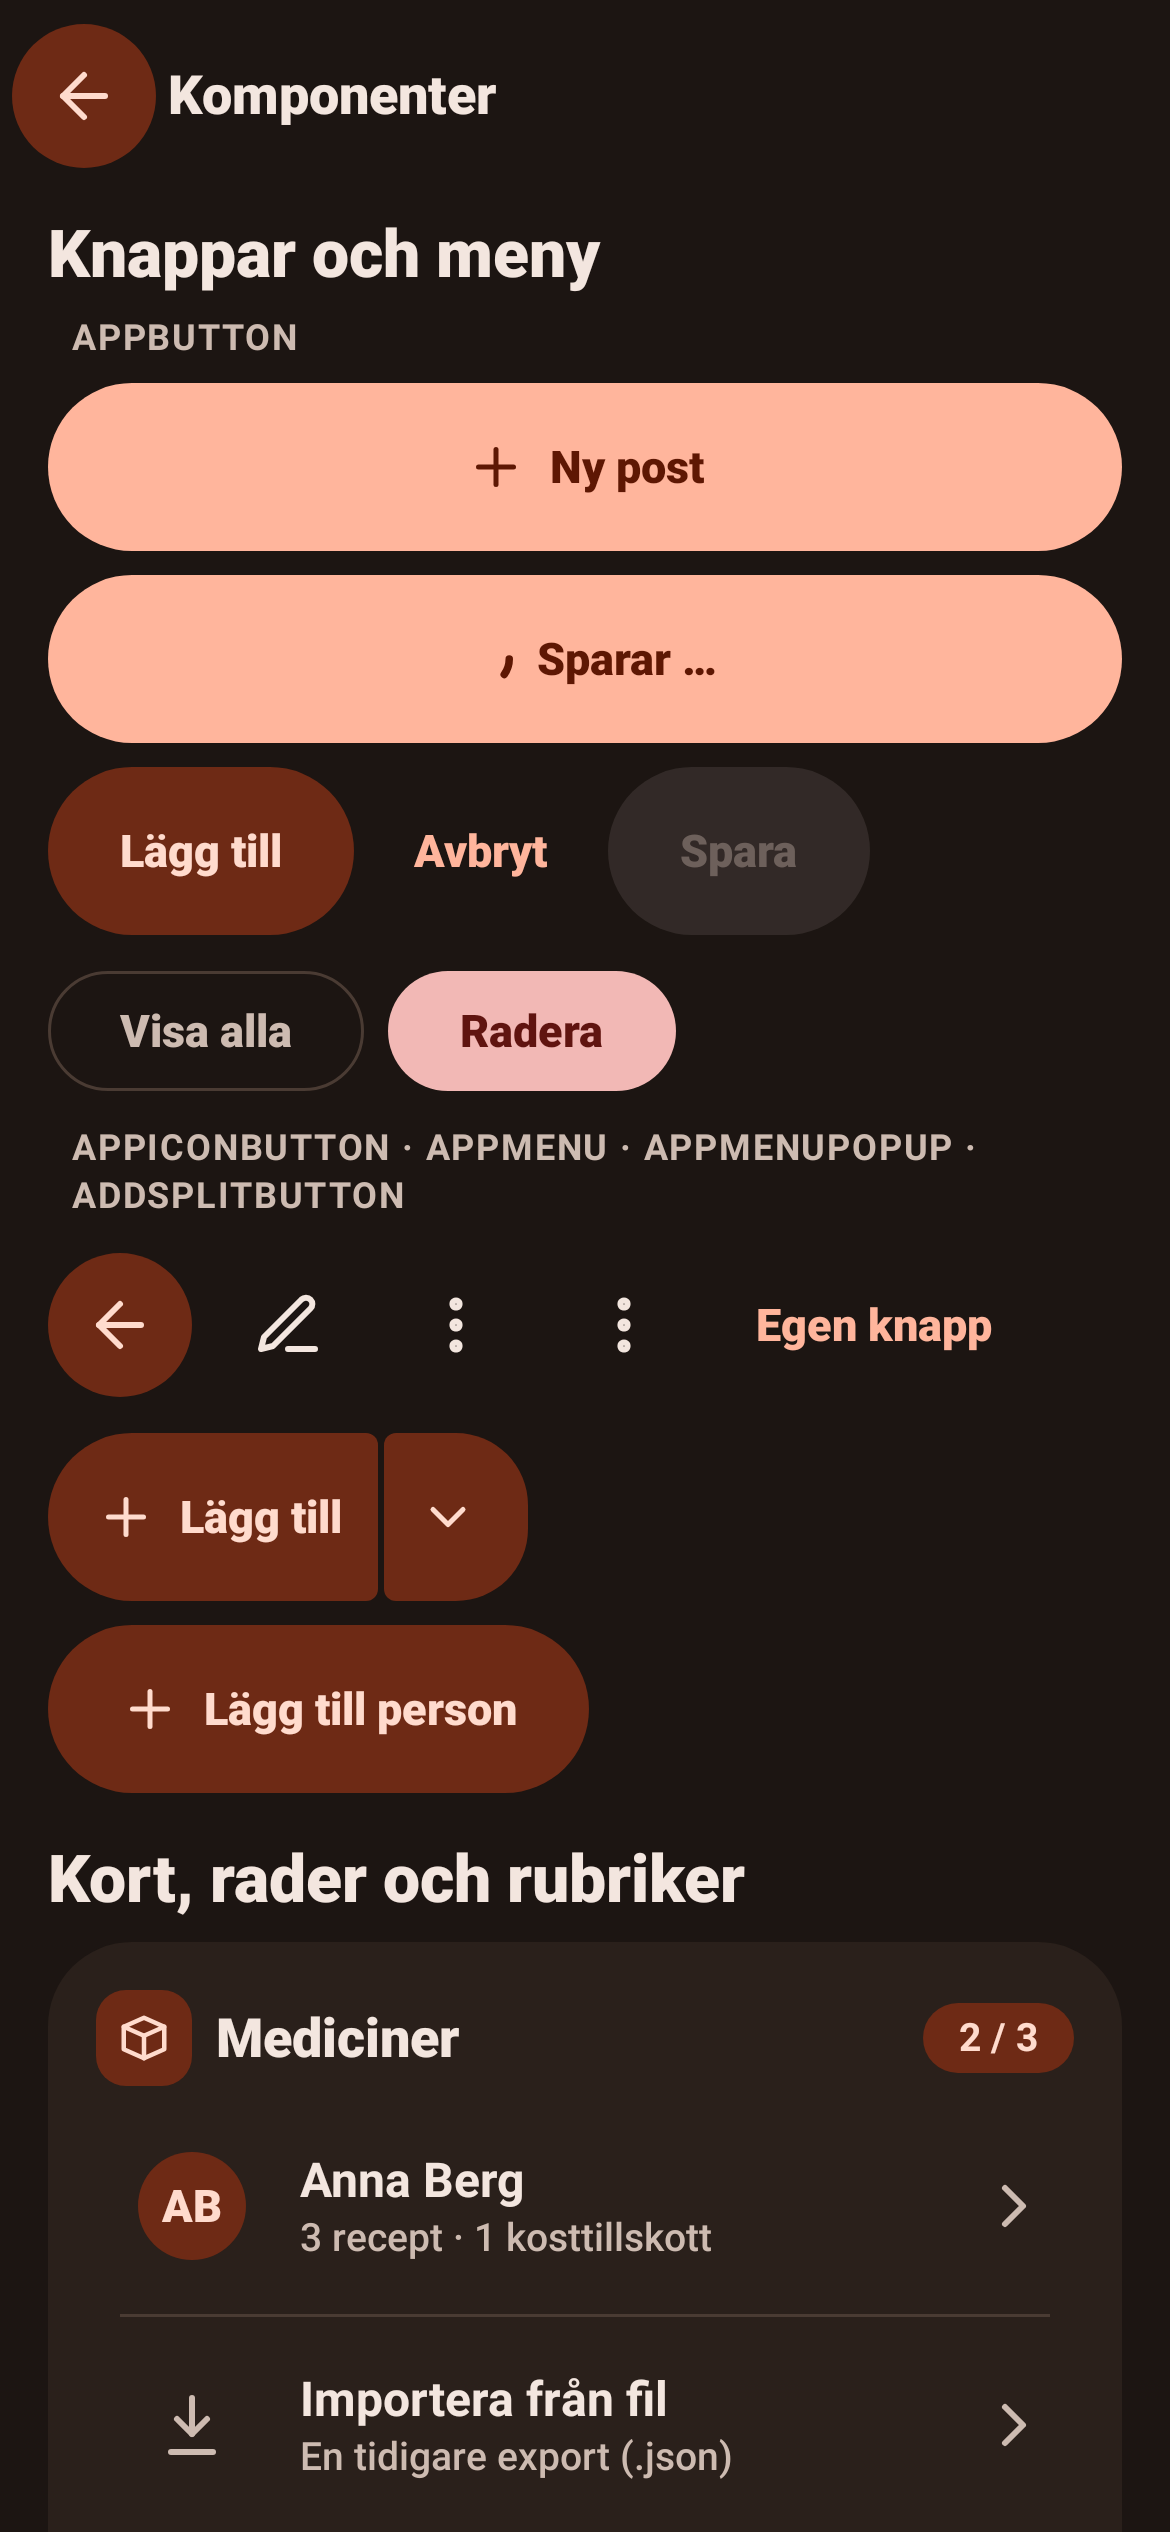 Komponenter
Knappar och meny
APPBUTTON
Ny post
Sparar ...
Lägg till Avbryt Spara
Visa alla Radera
APPICONBUTTON · APPMENU · APPMENUPOPUP ·
ADDSPLITBUTTON
Egen knapp
Lägg till
Lägg till person
Kort, rader och rubriker
Mediciner 2 / 3
AB Anna Berg
3 recept · 1 kosttillskott
Importera från fil
En tidigare export (.json)